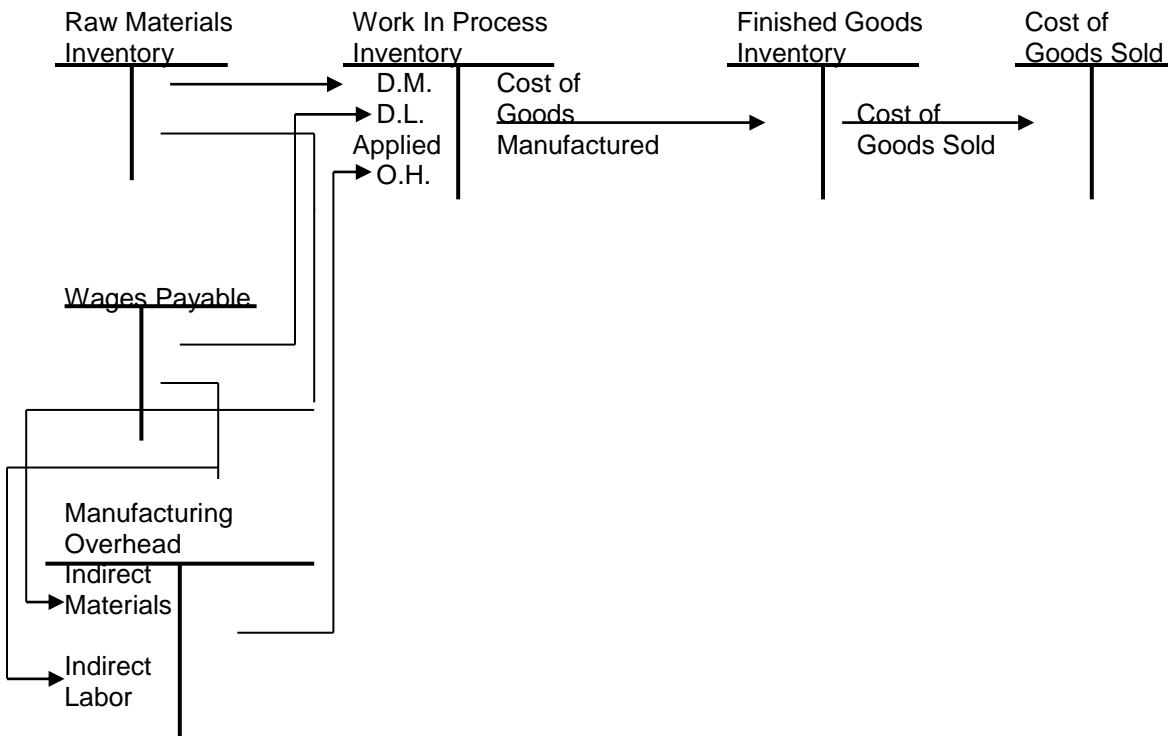 Raw Materials
Inventory
Work In Process
Inventory
Finished Goods
Inventory
Cost of
Goods Sold
D.M.
D.L.
Applied
O.H.
Cost of
Goods
Manufactured
Cost of
Goods Sold
Wages Payable
Manufacturing
Overhead
Indirect
Materials
Indirect
Labor